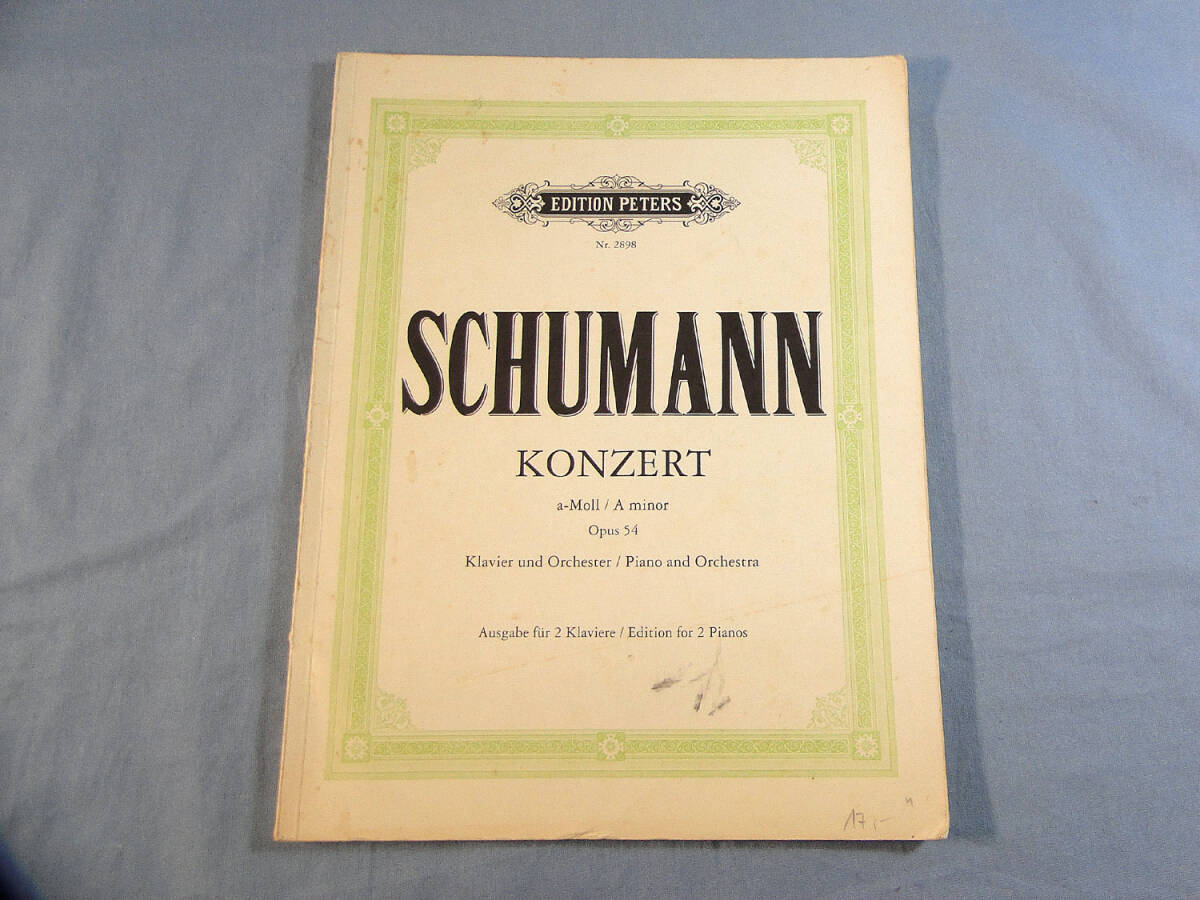 EDITION PETERS
Nr. 2898
SCHUMANN
KONZERT
a-Moll / A minor
Opus 54
Klavier und Orchester / Piano and Orchestra
Ausgabe für 2 Klaviere / Edition for 2 Pianos
17,-